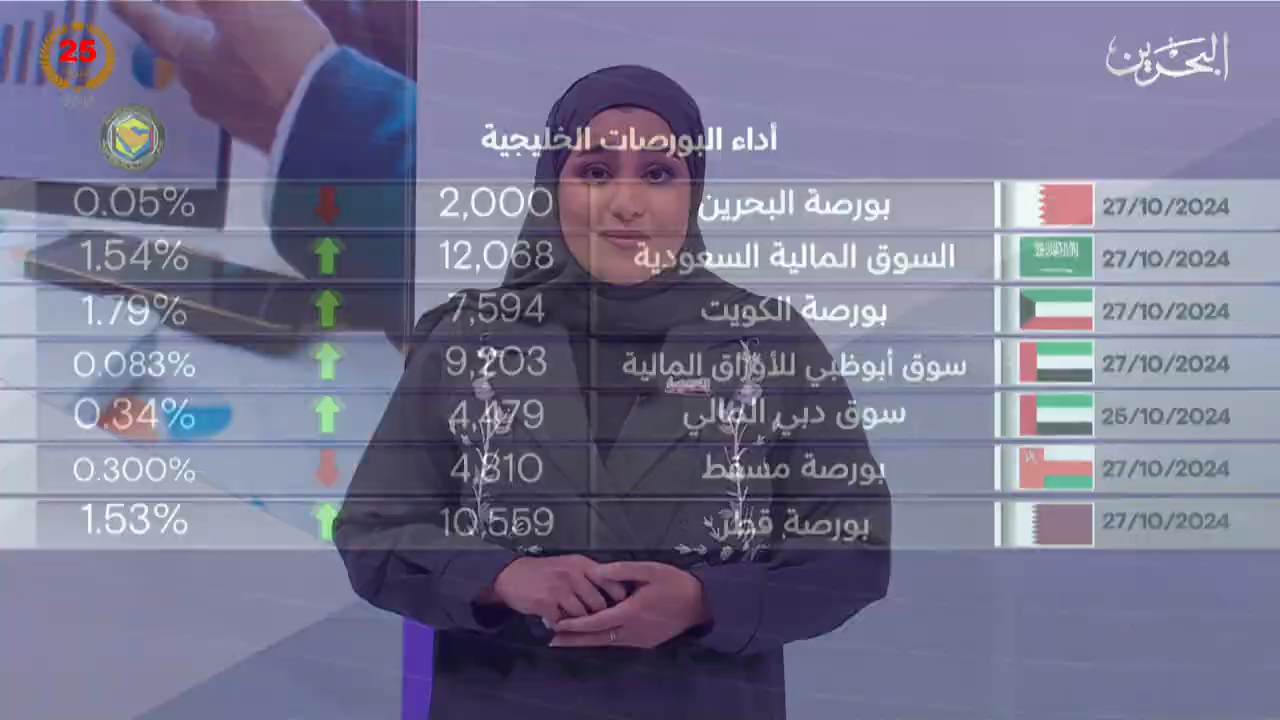 25
البحرين
أداء البورصات الخليجية
27/10/2024 بورصة البحرين 2,000 0.05%
27/10/2024 السوق المالية السعودية 12,068 1.54%
27/10/2024 بورصة الكويت 7,594 1.79%
27/10/2024 سوق أبوظبي للأوراق المالية 9,203 0.083%
25/10/2024 سوق دبي المالي 4,479 0.34%
27/10/2024 بورصة مسقط 4,810 0.300%
27/10/2024 بورصة قطر 10,559 1.53%